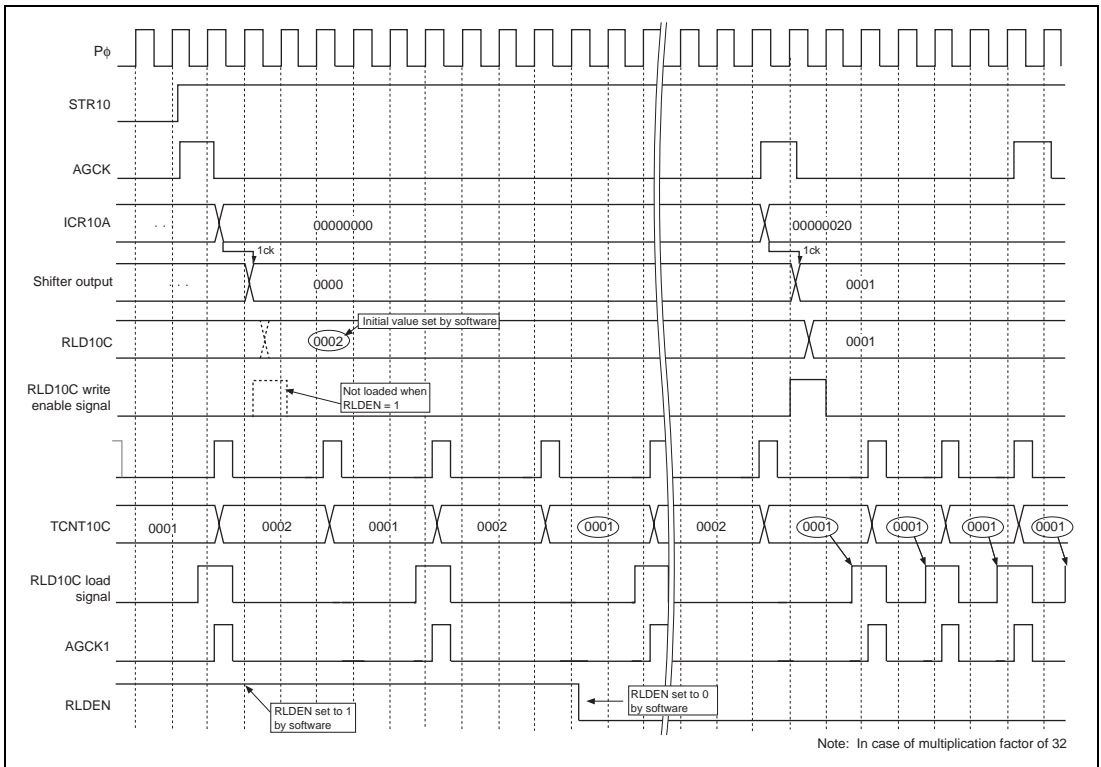 Pφ
STR10
AGCK
ICR10A
. .
00000000
00000020
1ck
1ck
Shifter output
. . .
0000
0001
Initial value set by software
RLD10C
0002
0001
RLD10C write
enable signal
Not loaded when
RLDEN = 1
TCNT10C
0001
0002
0001
0002
0001
0002
0001
0001
0001
0001
RLD10C load
signal
AGCK1
RLDEN
RLDEN set to 1
by software
RLDEN set to 0
by software
Note: In case of multiplication factor of 32